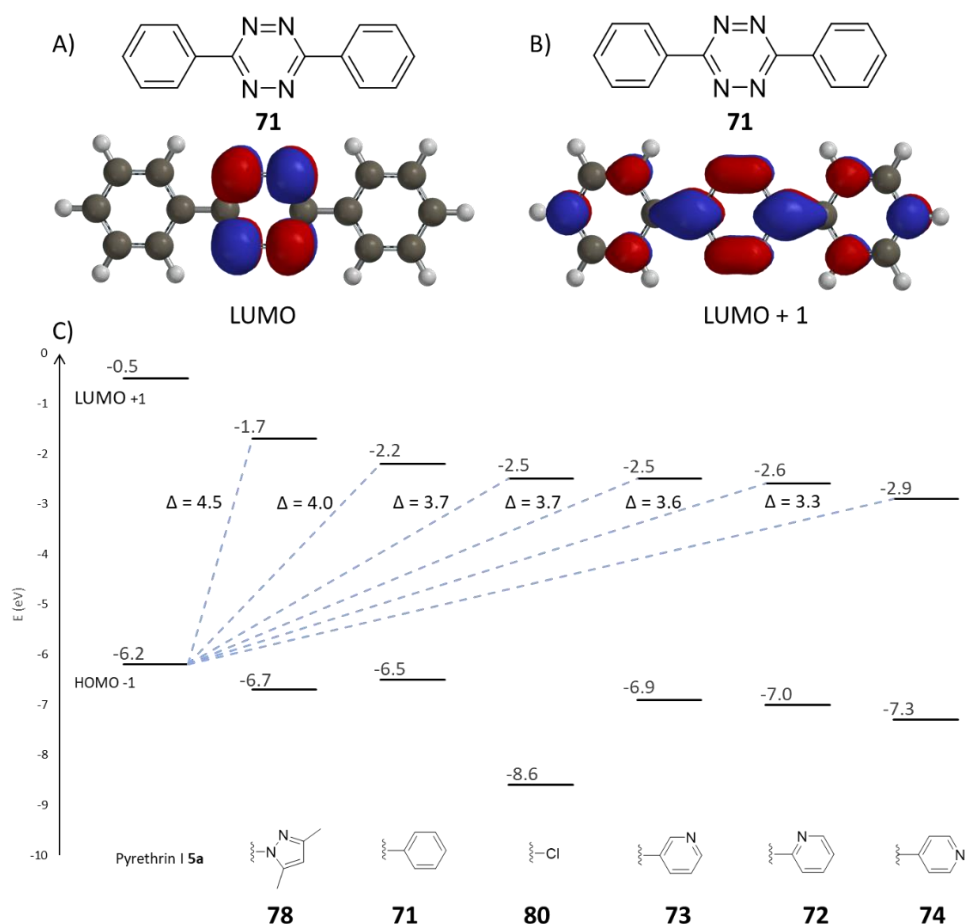 A)
B)
N–N
N=N
71
N–N
N=N
71
LUMO
LUMO + 1
C)
0
-1
-2
-3
-4
-5
-6
-7
-8
-9
-10
E (eV)
-0.5
LUMO +1
-1.7
-2.2
-2.5
-2.5
-2.6
-2.9
Δ = 4.5
Δ = 4.0
Δ = 3.7
Δ = 3.7
Δ = 3.6
Δ = 3.3
-6.2
HOMO -1
-6.7
-6.5
-8.6
-6.9
-7.0
-7.3
Pyrethrin I 5a
N
N
Cl
N
N
N
78
71
80
73
72
74